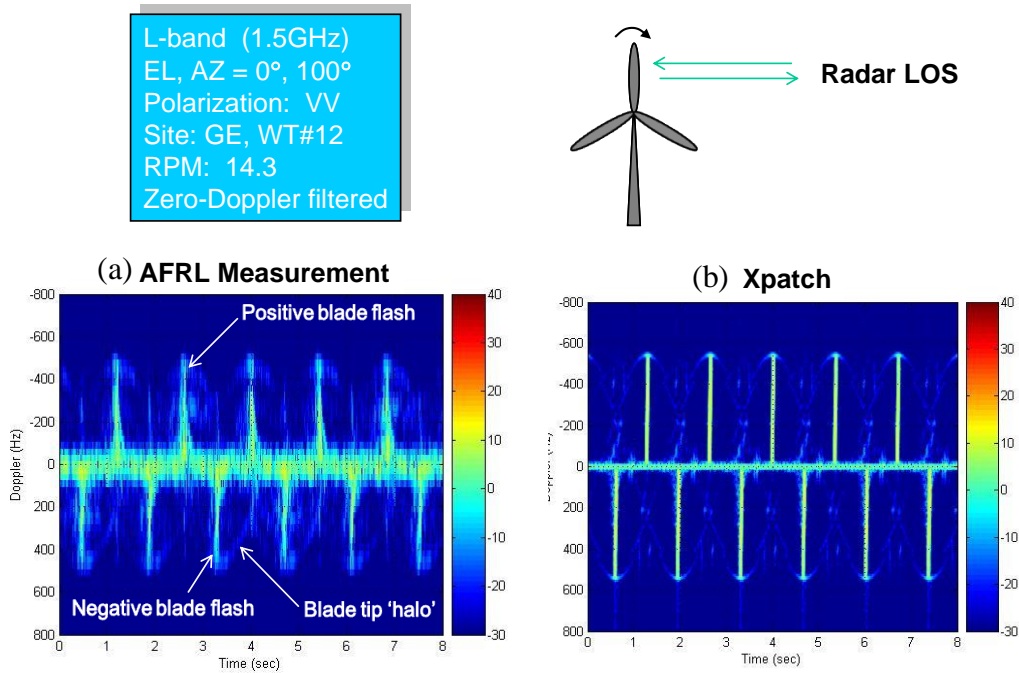 L-band (1.5GHz)
EL, AZ = 0°, 100°
Polarization: VV
Site: GE, WT#12
RPM: 14.3
Zero-Doppler filtered
Radar LOS
(a) AFRL Measurement
-800
-600
-400
-200
0
200
400
600
800
Doppler (Hz)
Positive blade flash
Negative blade flash
Blade tip 'halo'
0 1 2 3 4 5 6 7 8
Time (sec)
40
30
20
10
0
-10
-20
-30
(b) Xpatch
-800
-600
-400
-200
0
200
400
600
800
0 1 2 3 4 5 6 7 8
Time (sec)
40
30
20
10
0
-10
-20
-30